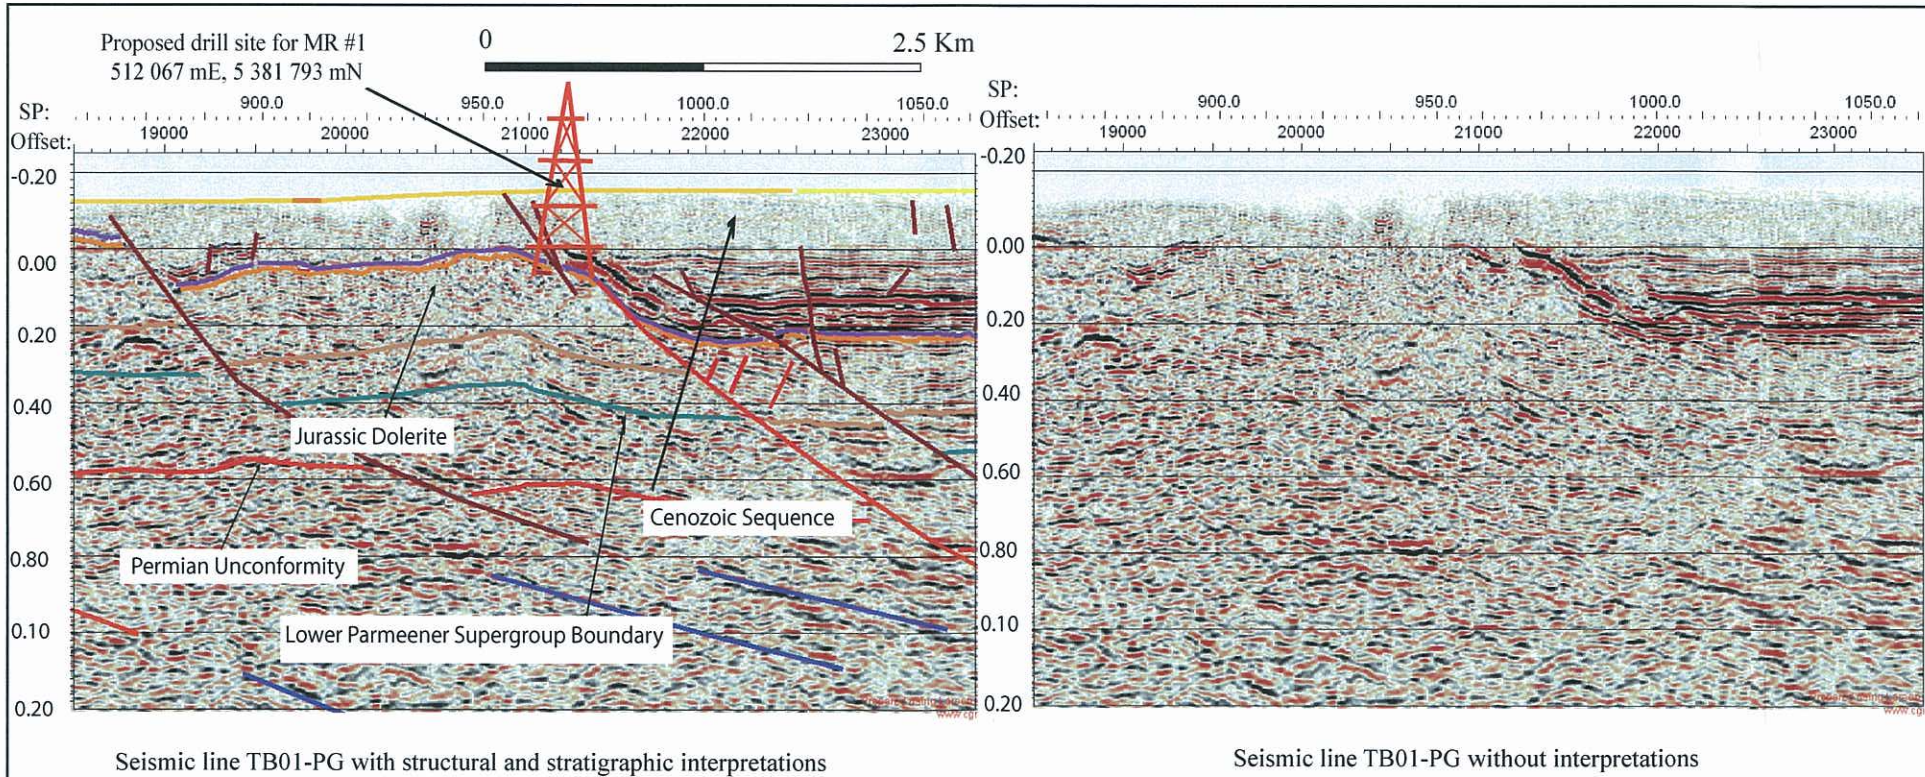 Proposed drill site for MR #1
512 067 mE, 5 381 793 mN
0 2.5 Km
SP: 900.0 950.0 1000.0 1050.0
Offset: 19000 20000 21000 22000 23000
-0.20
0.00
0.20
0.40
0.60
0.80
0.10
0.20
Jurassic Dolerite
Cenozoic Sequence
Permian Unconformity
Lower Parmeener Supergroup Boundary
Seismic line TB01-PG with structural and stratigraphic interpretations
SP: 900.0 950.0 1000.0 1050.0
Offset: 19000 20000 21000 22000 23000
-0.20
0.00
0.20
0.40
0.60
0.80
0.10
0.20
Seismic line TB01-PG without interpretations